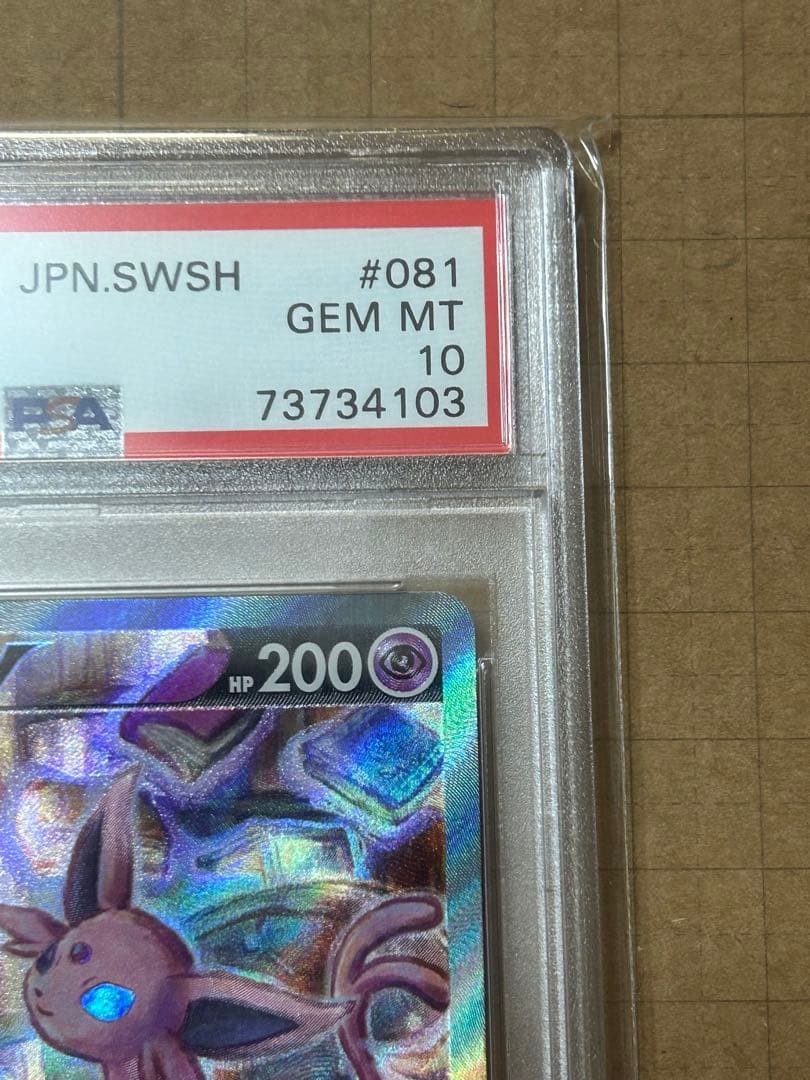 JPN.SWSH #081
GEM MT
10
PSA 73734103
HP 200